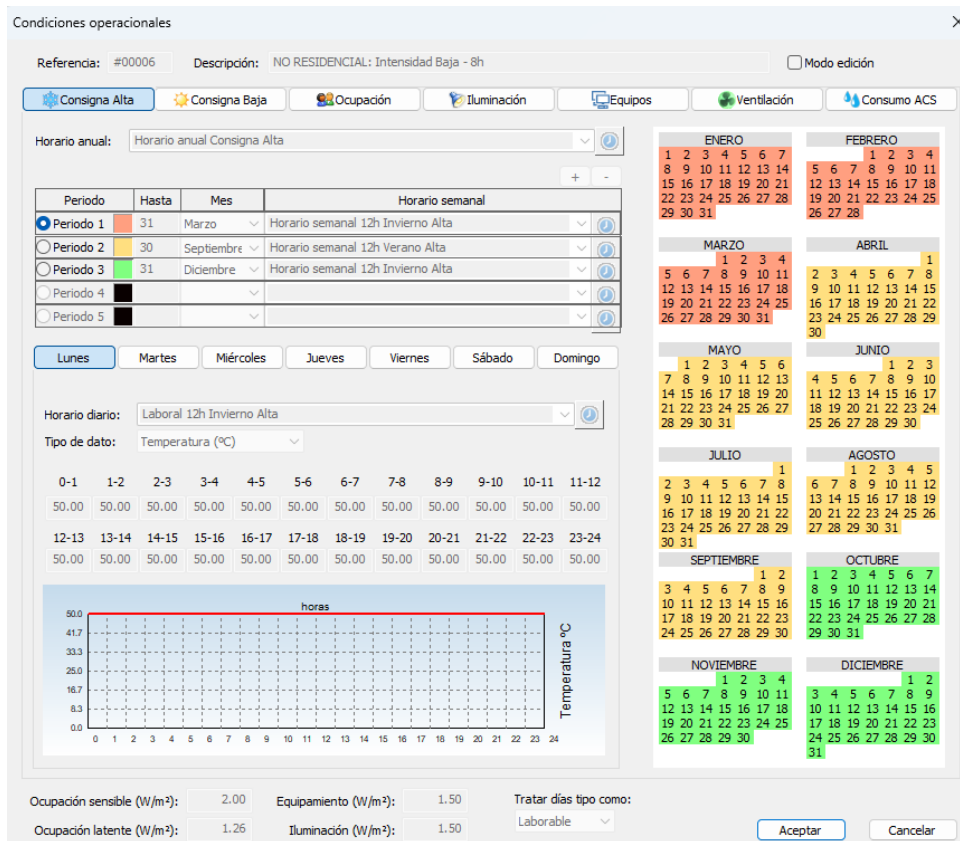 Condiciones operacionales
Referencia: #00006 Descripción: NO RESIDENCIAL: Intensidad Baja - 8h Modo edición
Consigna Alta Consigna Baja Ocupación Iluminación Equipos Ventilación Consumo ACS
Horario anual: Horario anual Consigna Alta
+ -
Periodo Hasta Mes Horario semanal
Periodo 1 31 Marzo Horario semanal 12h Invierno Alta
Periodo 2 30 Septiembre Horario semanal 12h Verano Alta
Periodo 3 31 Diciembre Horario semanal 12h Invierno Alta
Periodo 4
Periodo 5
Lunes Martes Miércoles Jueves Viernes Sábado Domingo
Horario diario: Laboral 12h Invierno Alta
Tipo de dato: Temperatura (ºC)
0-1 1-2 2-3 3-4 4-5 5-6 6-7 7-8 8-9 9-10 10-11 11-12
50.00 50.00 50.00 50.00 50.00 50.00 50.00 50.00 50.00 50.00 50.00 50.00
12-13 13-14 14-15 15-16 16-17 17-18 18-19 19-20 20-21 21-22 22-23 23-24
50.00 50.00 50.00 50.00 50.00 50.00 50.00 50.00 50.00 50.00 50.00 50.00
horas
50.0
41.7
33.3
25.0
16.7
8.3
0.0
0 1 2 3 4 5 6 7 8 9 10 11 12 13 14 15 16 17 18 19 20 21 22 23 24
Temperatura ºC
ENERO
1 2 3 4 5 6 7
8 9 10 11 12 13 14
15 16 17 18 19 20 21
22 23 24 25 26 27 28
29 30 31
FEBRERO
1 2 3 4
5 6 7 8 9 10 11
12 13 14 15 16 17 18
19 20 21 22 23 24 25
26 27 28
MARZO
1 2 3 4
5 6 7 8 9 10 11
12 13 14 15 16 17 18
19 20 21 22 23 24 25
26 27 28 29 30 31
ABRIL
1
2 3 4 5 6 7 8
9 10 11 12 13 14 15
16 17 18 19 20 21 22
23 24 25 26 27 28 29
30
MAYO
1 2 3 4 5 6
7 8 9 10 11 12 13
14 15 16 17 18 19 20
21 22 23 24 25 26 27
28 29 30 31
JUNIO
1 2 3
4 5 6 7 8 9 10
11 12 13 14 15 16 17
18 19 20 21 22 23 24
25 26 27 28 29 30
JULIO
1
2 3 4 5 6 7 8
9 10 11 12 13 14 15
16 17 18 19 20 21 22
23 24 25 26 27 28 29
30 31
AGOSTO
1 2 3 4 5
6 7 8 9 10 11 12
13 14 15 16 17 18 19
20 21 22 23 24 25 26
27 28 29 30 31
SEPTIEMBRE
1 2
3 4 5 6 7 8 9
10 11 12 13 14 15 16
17 18 19 20 21 22 23
24 25 26 27 28 29 30
OCTUBRE
1 2 3 4 5 6 7
8 9 10 11 12 13 14
15 16 17 18 19 20 21
22 23 24 25 26 27 28
29 30 31
NOVIEMBRE
1 2 3 4
5 6 7 8 9 10 11
12 13 14 15 16 17 18
19 20 21 22 23 24 25
26 27 28 29 30
DICIEMBRE
1 2
3 4 5 6 7 8 9
10 11 12 13 14 15 16
17 18 19 20 21 22 23
24 25 26 27 28 29 30
31
Ocupación sensible (W/m²): 2.00 Equipamiento (W/m²): 1.50 Tratar días tipo como:
Ocupación latente (W/m²): 1.26 Iluminación (W/m²): 1.50 Laborable
Aceptar Cancelar